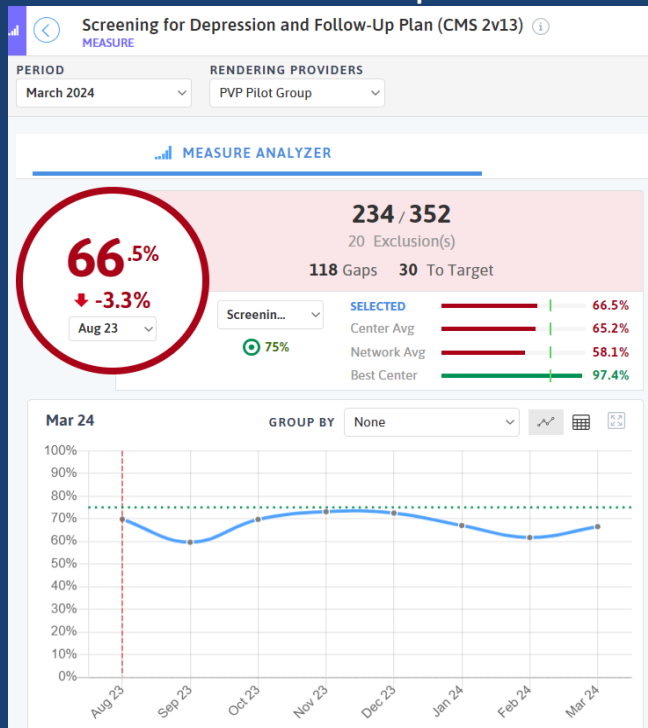 Screening for Depression and Follow-Up Plan (CMS 2v13)
MEASURE
PERIOD RENDERING PROVIDERS
March 2024 PVP Pilot Group
MEASURE ANALYZER
66.5%
-3.3%
Aug 23
234 / 352
20 Exclusion(s)
118 Gaps 30 To Target
Screenin...
75%
SELECTED 66.5%
Center Avg 65.2%
Network Avg 58.1%
Best Center 97.4%
Mar 24 GROUP BY None
100%
90%
80%
70%
60%
50%
40%
30%
20%
10%
0%
Aug 23 Sep 23 Oct 23 Nov 23 Dec 23 Jan 24 Feb 24 Mar 24